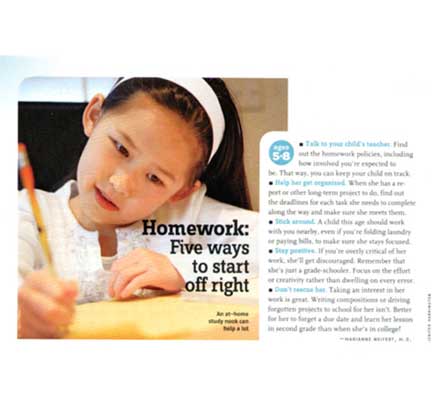 Homework:
Five ways
to start
off right
An at-home
study nook can
help a lot
ages
5-8
■ Talk to your child's teacher. Find
out the homework policies, including
how involved you're expected to
be. That way, you can keep your child on track.
■ Help her get organized. When she has a re-
port or other long-term project to do, find out
the deadlines for each task she needs to complete
along the way and make sure she meets them.
■ Stick around. A child this age should work
with you nearby, even if you're folding laundry
or paying bills, to make sure she stays focused.
■ Stay positive. If you're overly critical of her
work, she'll get discouraged. Remember that
she's just a grade-schooler. Focus on the effort
or creativity rather than dwelling on every error.
■ Don't rescue her. Taking an interest in her
work is great. Writing compositions or driving
forgotten projects to school for her isn't. Better
for her to forget a due date and learn her lesson
in second grade than when she's in college!
—MARIANNE NEIFERT, M.D.